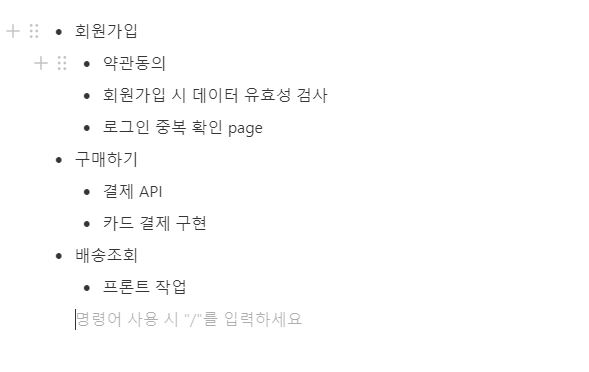 회원가입
약관동의
회원가입 시 데이터 유효성 검사
로그인 중복 확인 page
구매하기
결제 API
카드 결제 구현
배송조회
프론트 작업
명령어 사용 시 "/"를 입력하세요